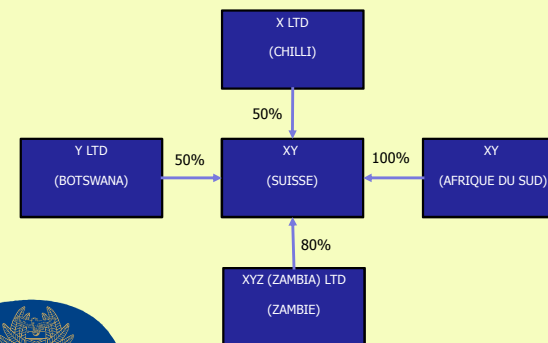 X LTD
(CHILLI)
50%
Y LTD
(BOTSWANA)
50%
XY
(SUISSE)
100%
XY
(AFRIQUE DU SUD)
80%
XYZ (ZAMBIA) LTD
(ZAMBIE)